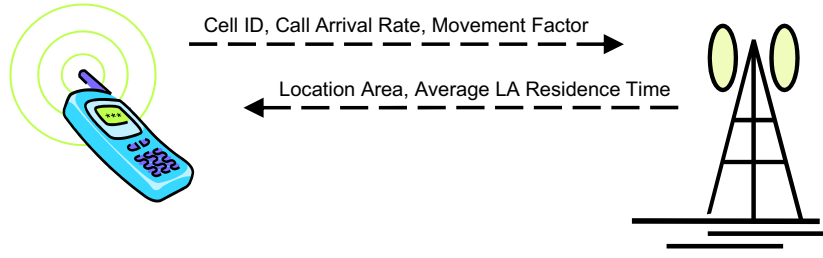 Cell ID, Call Arrival Rate, Movement Factor
Location Area, Average LA Residence Time
***